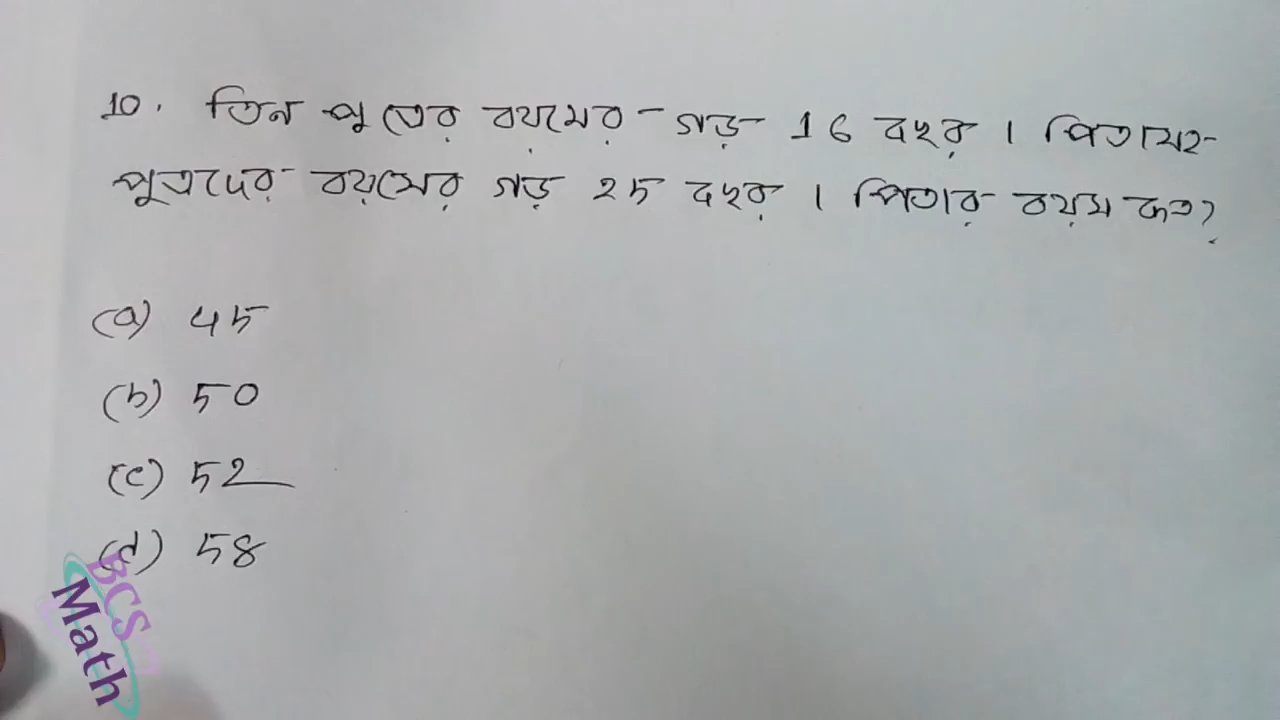 10. তিন পুত্রের বয়সের গড় 16 বছর। পিতাসহ
পুত্রদের বয়সের গড় 25 বছর। পিতার বয়স কত?
(a) 45
(b) 50
(c) 52
(d) 58
BCS
Math